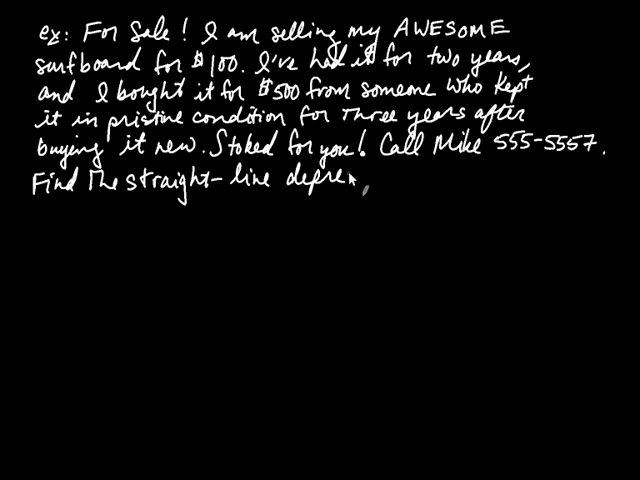 ex: For Sale! I am selling my AWESOME
surfboard for $100. I've had it for two years,
and I bought it for $500 from someone who kept
it in pristine condition for three years after
buying it new. Stoked for you! Call Mike 555-5557.
Find the straight-line depre